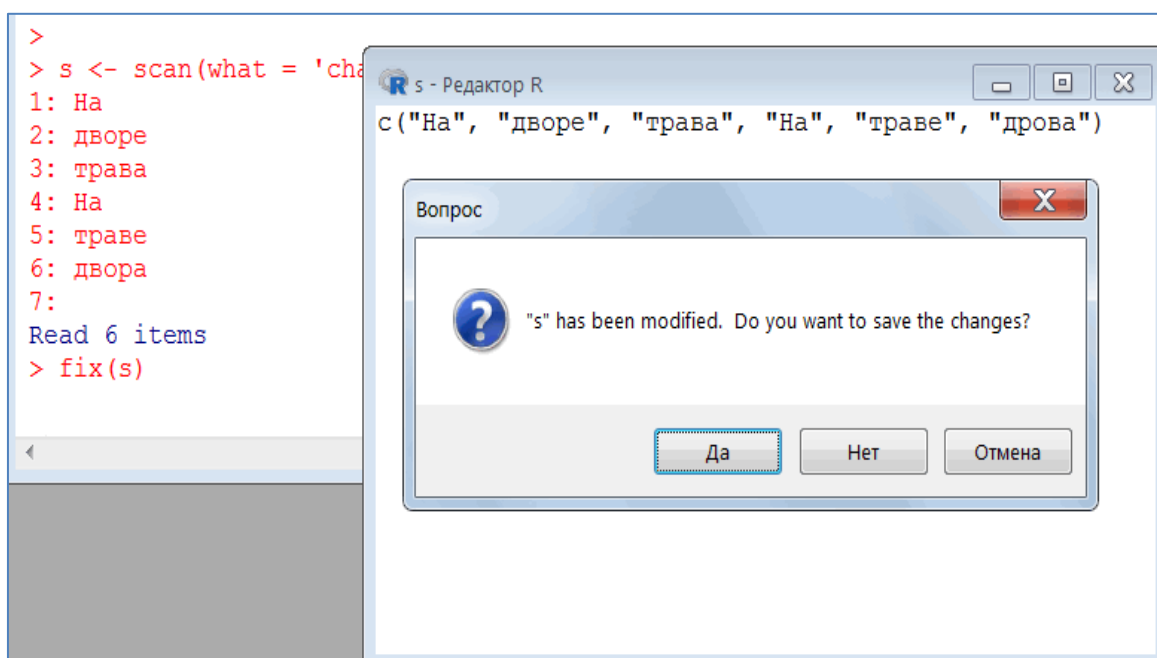 >
> s <- scan(what = 'cha
1: На
2: дворе
3: трава
4: На
5: траве
6: двора
7:
Read 6 items
> fix(s)
s - Редактор R
c("На", "дворе", "трава", "На", "траве", "дрова")
Вопрос
"s" has been modified. Do you want to save the changes?
Да
Нет
Отмена